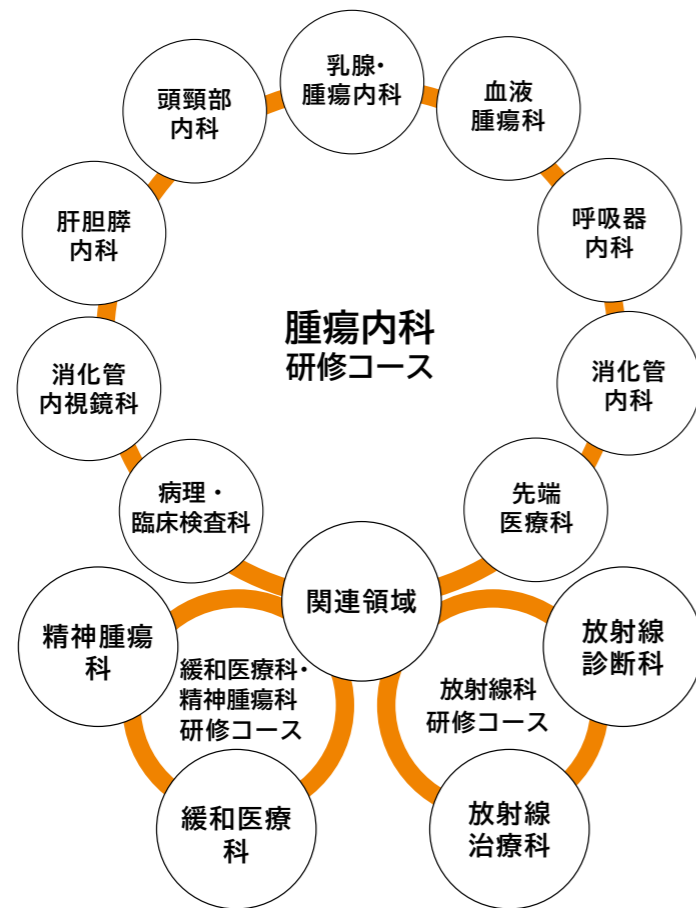 乳腺・
腫瘍内科
頭頸部
内科
血液
腫瘍科
肝胆膵
内科
呼吸器
内科
腫瘍内科
研修コース
消化管
内視鏡科
消化管
内科
病理・
臨床検査科
先端
医療科
関連領域
精神腫瘍
科
緩和医療科・
精神腫瘍科
研修コース
放射線科
研修コース
放射線
診断科
緩和医療
科
放射線
治療科